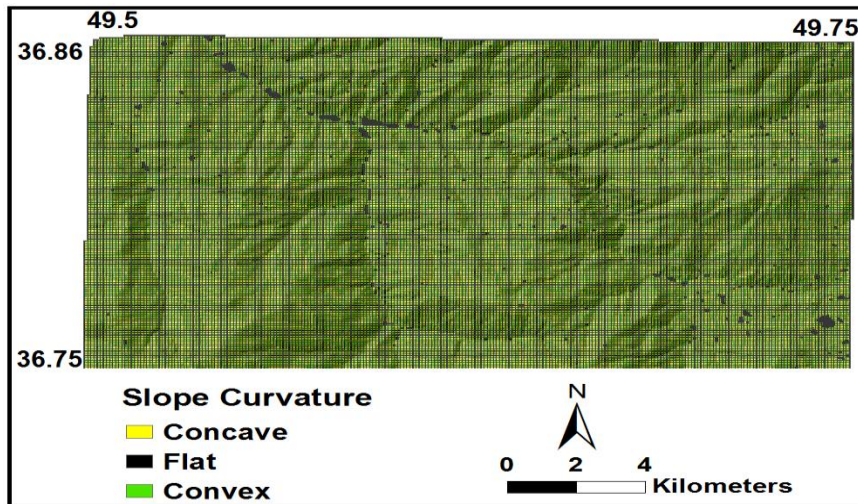 49.5
49.75
36.86
36.75
Slope Curvature
Concave
Flat
Convex
N
0 2 4
Kilometers